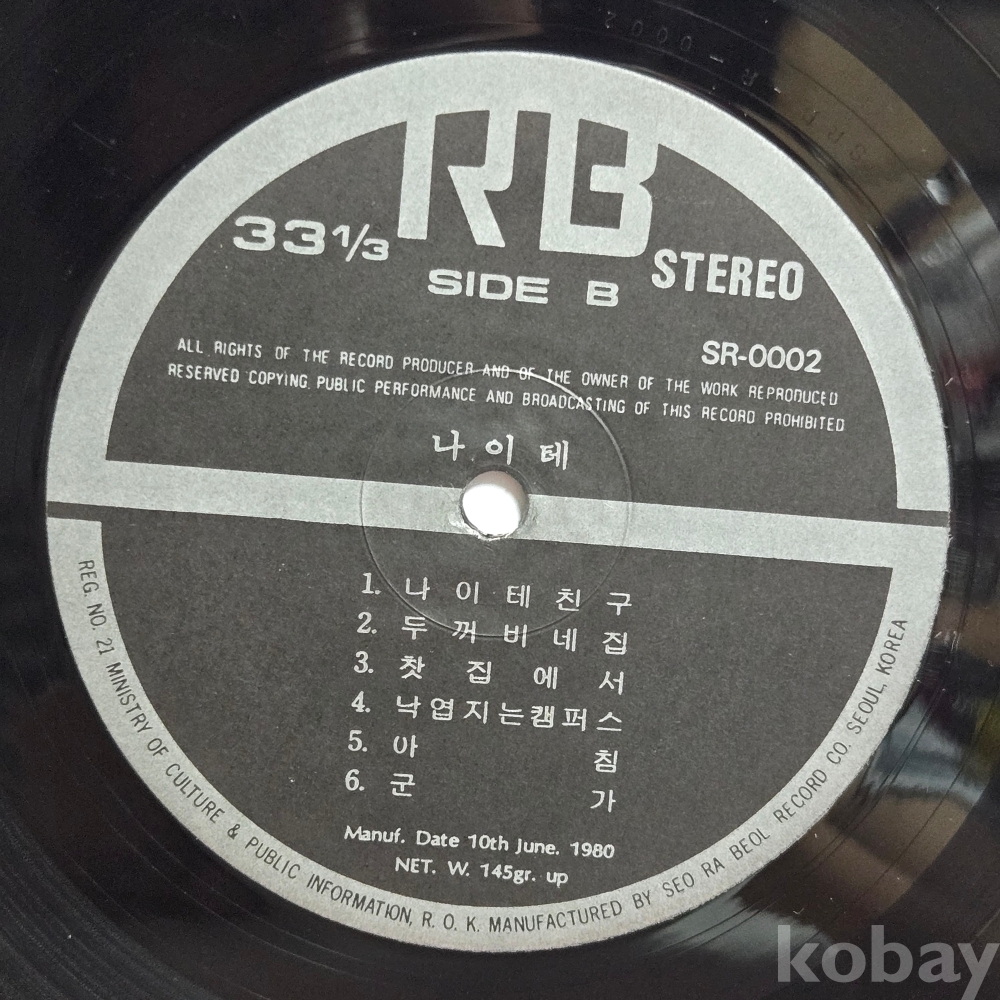 RB
33 1/3
STEREO
SIDE B
SR-0002
ALL RIGHTS OF THE RECORD PRODUCER AND OF THE OWNER OF THE WORK REPRODUCED
RESERVED COPYING, PUBLIC PERFORMANCE AND BROADCASTING OF THIS RECORD PROHIBITED
나이테
1. 나이테친구
2. 두꺼비네집
3. 찻집에서
4. 낙엽지는캠퍼스
5. 아침
6. 군가
Manuf. Date 10th June. 1980
NET. W. 145gr. up
REG. NO. 21 MINISTRY OF CULTURE & PUBLIC INFORMATION, R. O. K. MANUFACTURED BY SEO RA BEOL RECORD CO. SEOUL, KOREA
kobay